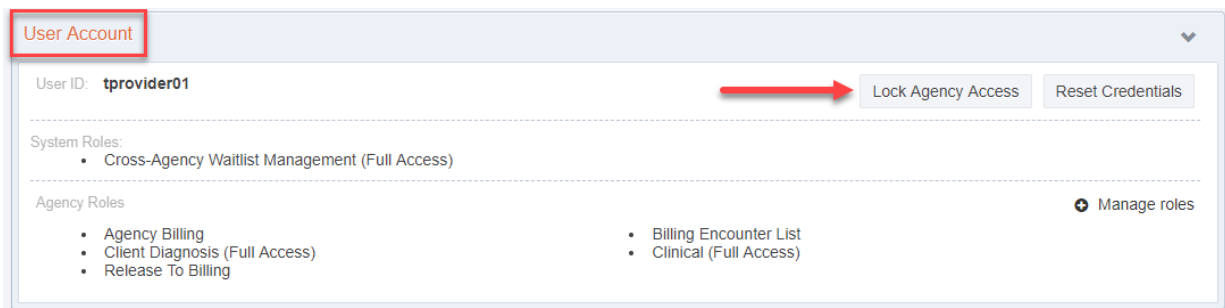 User Account
User ID: tprovider01
Lock Agency Access
Reset Credentials
System Roles:
• Cross-Agency Waitlist Management (Full Access)
Agency Roles
Manage roles
• Agency Billing
• Client Diagnosis (Full Access)
• Release To Billing
• Billing Encounter List
• Clinical (Full Access)